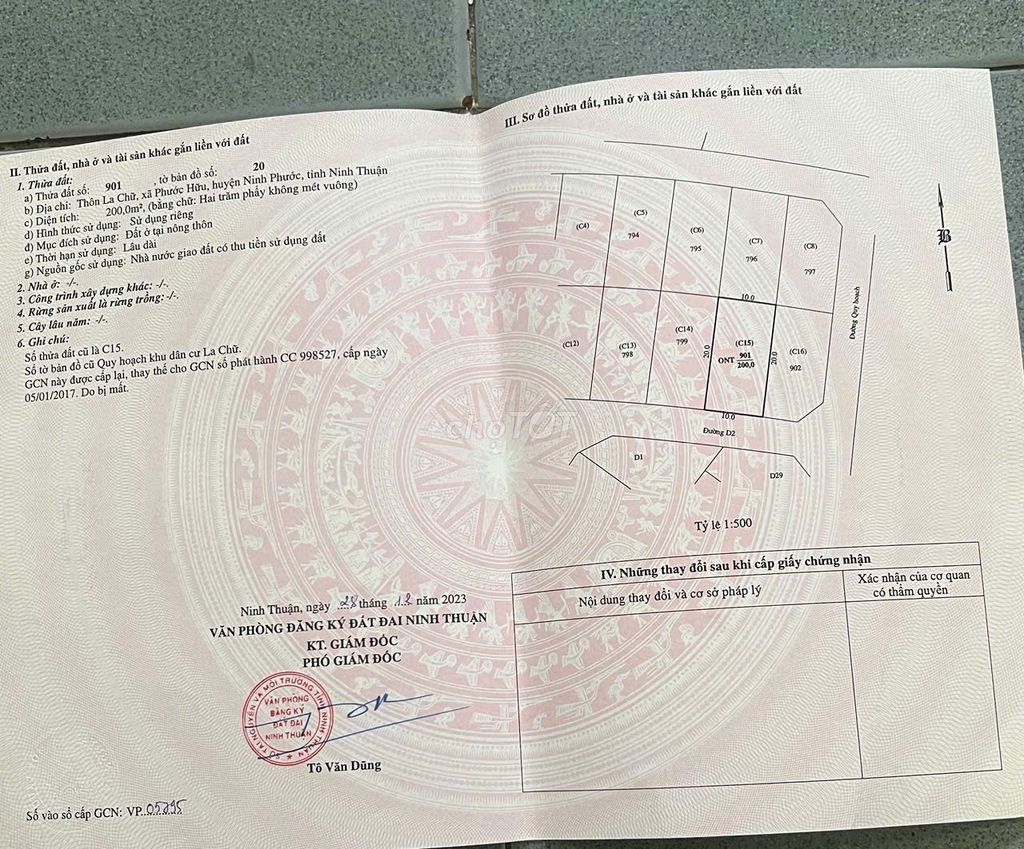 II. Thửa đất, nhà ở và tài sản khác gắn liền với đất
1. Thửa đất:
a) Thửa đất số: 901 , tờ bản đồ số: 20
b) Địa chỉ: Thôn La Chữ, xã Phước Hữu, huyện Ninh Phước, tỉnh Ninh Thuận
c) Diện tích: 200,0m², (bằng chữ: Hai trăm phẩy không mét vuông)
d) Hình thức sử dụng: Sử dụng riêng
đ) Mục đích sử dụng: Đất ở tại nông thôn
e) Thời hạn sử dụng: Lâu dài
g) Nguồn gốc sử dụng: Nhà nước giao đất có thu tiền sử dụng đất
2. Nhà ở: -/-.
3. Công trình xây dựng khác: -/-.
4. Rừng sản xuất là rừng trồng: -/-.
5. Cây lâu năm: -/-.
6. Ghi chú:
Số thửa đất cũ là C15.
Số tờ bản đồ cũ Quy hoạch khu dân cư La Chữ.
GCN này được cấp lại, thay thế cho GCN số phát hành CC 998527, cấp ngày
05/01/2017. Do bị mất.
Ninh Thuận, ngày 28 tháng 12 năm 2023
VĂN PHÒNG ĐĂNG KÝ ĐẤT ĐAI NINH THUẬN
KT. GIÁM ĐỐC
PHÓ GIÁM ĐỐC
SỞ TÀI NGUYÊN VÀ MÔI TRƯỜNG TỈNH NINH THUẬN
VĂN PHÒNG
ĐĂNG KÝ
ĐẤT ĐAI
NINH THUẬN
Tô Văn Dũng
Số vào sổ cấp GCN: VP.05795
III. Sơ đồ thửa đất, nhà ở và tài sản khác gắn liền với đất
B
(C4)
(C5)
794
(C6)
795
(C7)
796
(C8)
797
Đường Quy hoạch
10.0
(C12)
(C13)
798
(C14)
799
20.0
(C15)
ONT 901
200,0
20.0
(C16)
902
10.0
Đường D2
D1
D29
Tỷ lệ 1:500
chợTỐT
IV. Những thay đổi sau khi cấp giấy chứng nhận
Nội dung thay đổi và cơ sở pháp lý
Xác nhận của cơ quan
có thẩm quyền